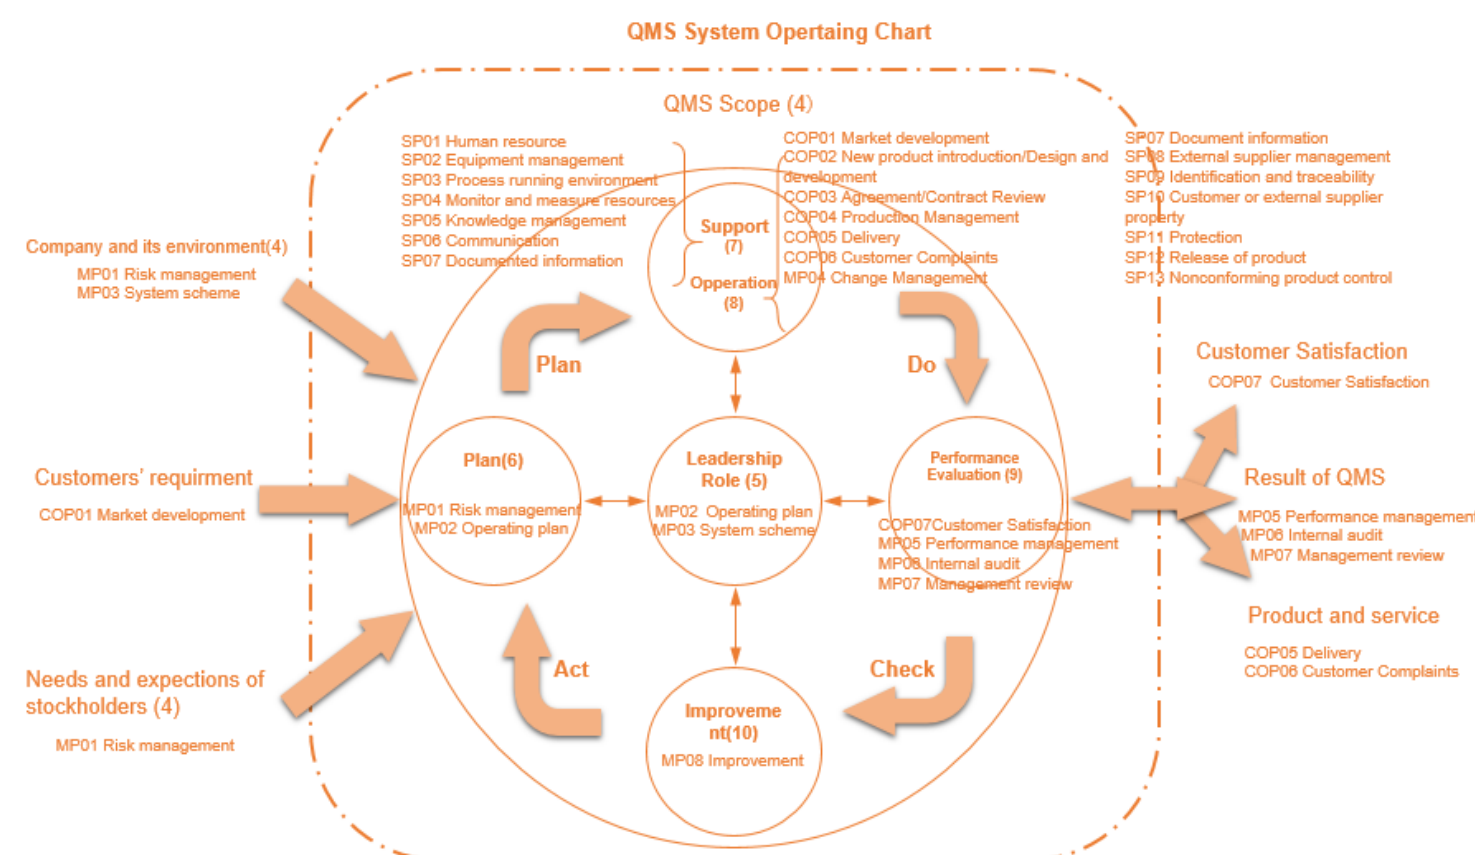 QMS System Opertaing Chart
QMS Scope (4)
SP01 Human resource
SP02 Equipment management
SP03 Process running environment
SP04 Monitor and measure resources
SP05 Knowledge management
SP06 Communication
SP07 Documented information
COP01 Market development
COP02 New product introduction/Design and
development
COP03 Agreement/Contract Review
COP04 Production Management
COP05 Delivery
COP06 Customer Complaints
MP04 Change Management
SP07 Document information
SP08 External supplier management
SP09 Identification and traceability
SP10 Customer or external supplier
property
SP11 Protection
SP12 Release of product
SP13 Nonconforming product control
Support
(7)
Opperation
(8)
Company and its environment(4)
MP01 Risk management
MP03 System scheme
Plan
Do
Customer Satisfaction
COP07 Customer Satisfaction
Customers' requirment
COP01 Market development
Plan(6)
MP01 Risk management
MP02 Operating plan
Leadership
Role (5)
MP02 Operating plan
MP03 System scheme
Performance
Evaluation (9)
COP07Customer Satisfaction
MP05 Performance management
MP06 Internal audit
MP07 Management review
Result of QMS
MP05 Performance management
MP06 Internal audit
MP07 Management review
Needs and expections of
stockholders (4)
MP01 Risk management
Act
Check
Product and service
COP05 Delivery
COP06 Customer Complaints
Improveme
nt(10)
MP08 Improvement